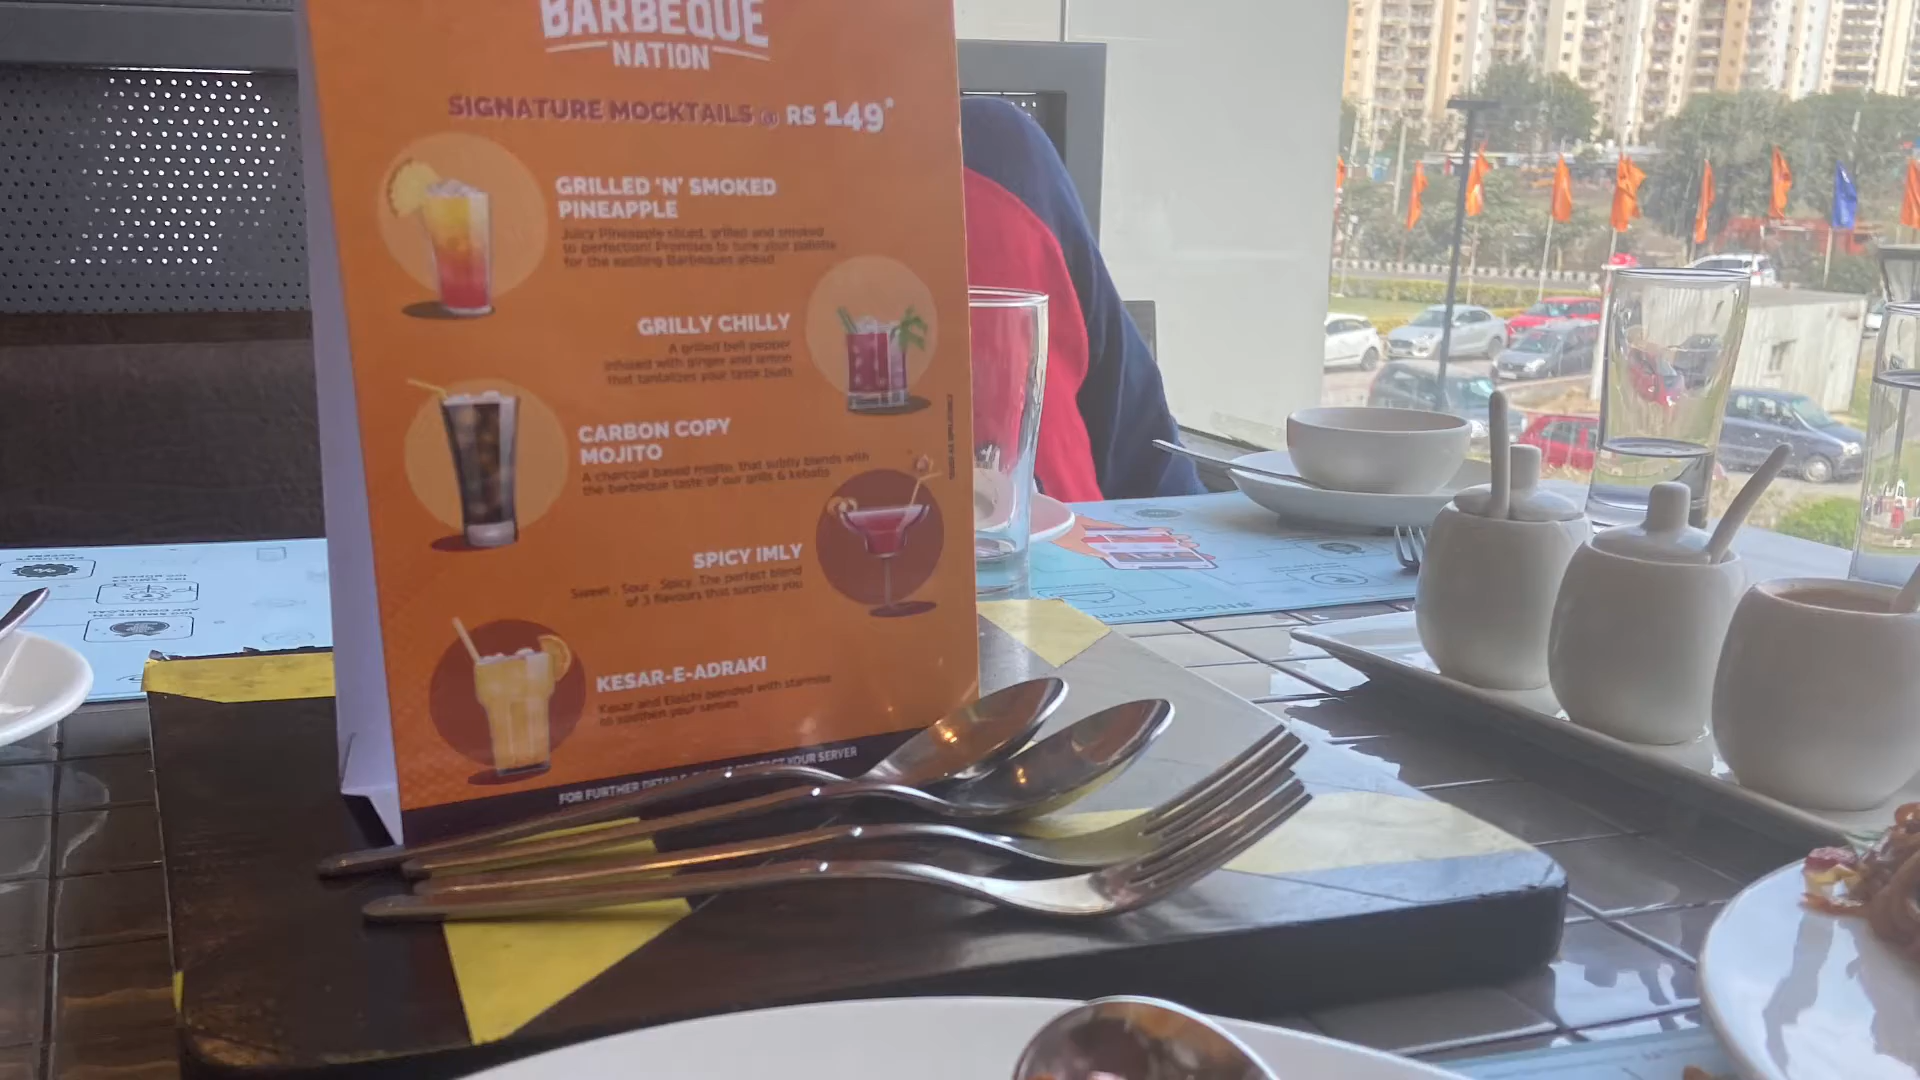 BARBEQUE
NATION
SIGNATURE MOCKTAILS @ RS 149*
GRILLED 'N' SMOKED
PINEAPPLE
Juicy Pineapple sliced, grilled and smoked
to perfection! Promises to tune your palette
for the exciting Barbeques ahead
GRILLY CHILLY
A grilled bell pepper
infused with ginger and lemon
that tantalizes your taste buds
CARBON COPY
MOJITO
A charcoal based mojito, that subtly blends with
the barbeque taste of our grills & kebabs
SPICY IMLY
Sweet, Sour, Spicy. The perfect blend
of 3 flavours that surprise you
KESAR-E-ADRAKI
Kesar and Elaichi blended with
to soothen your senses
FOR FURTHER DETAILS CONTACT YOUR SERVER